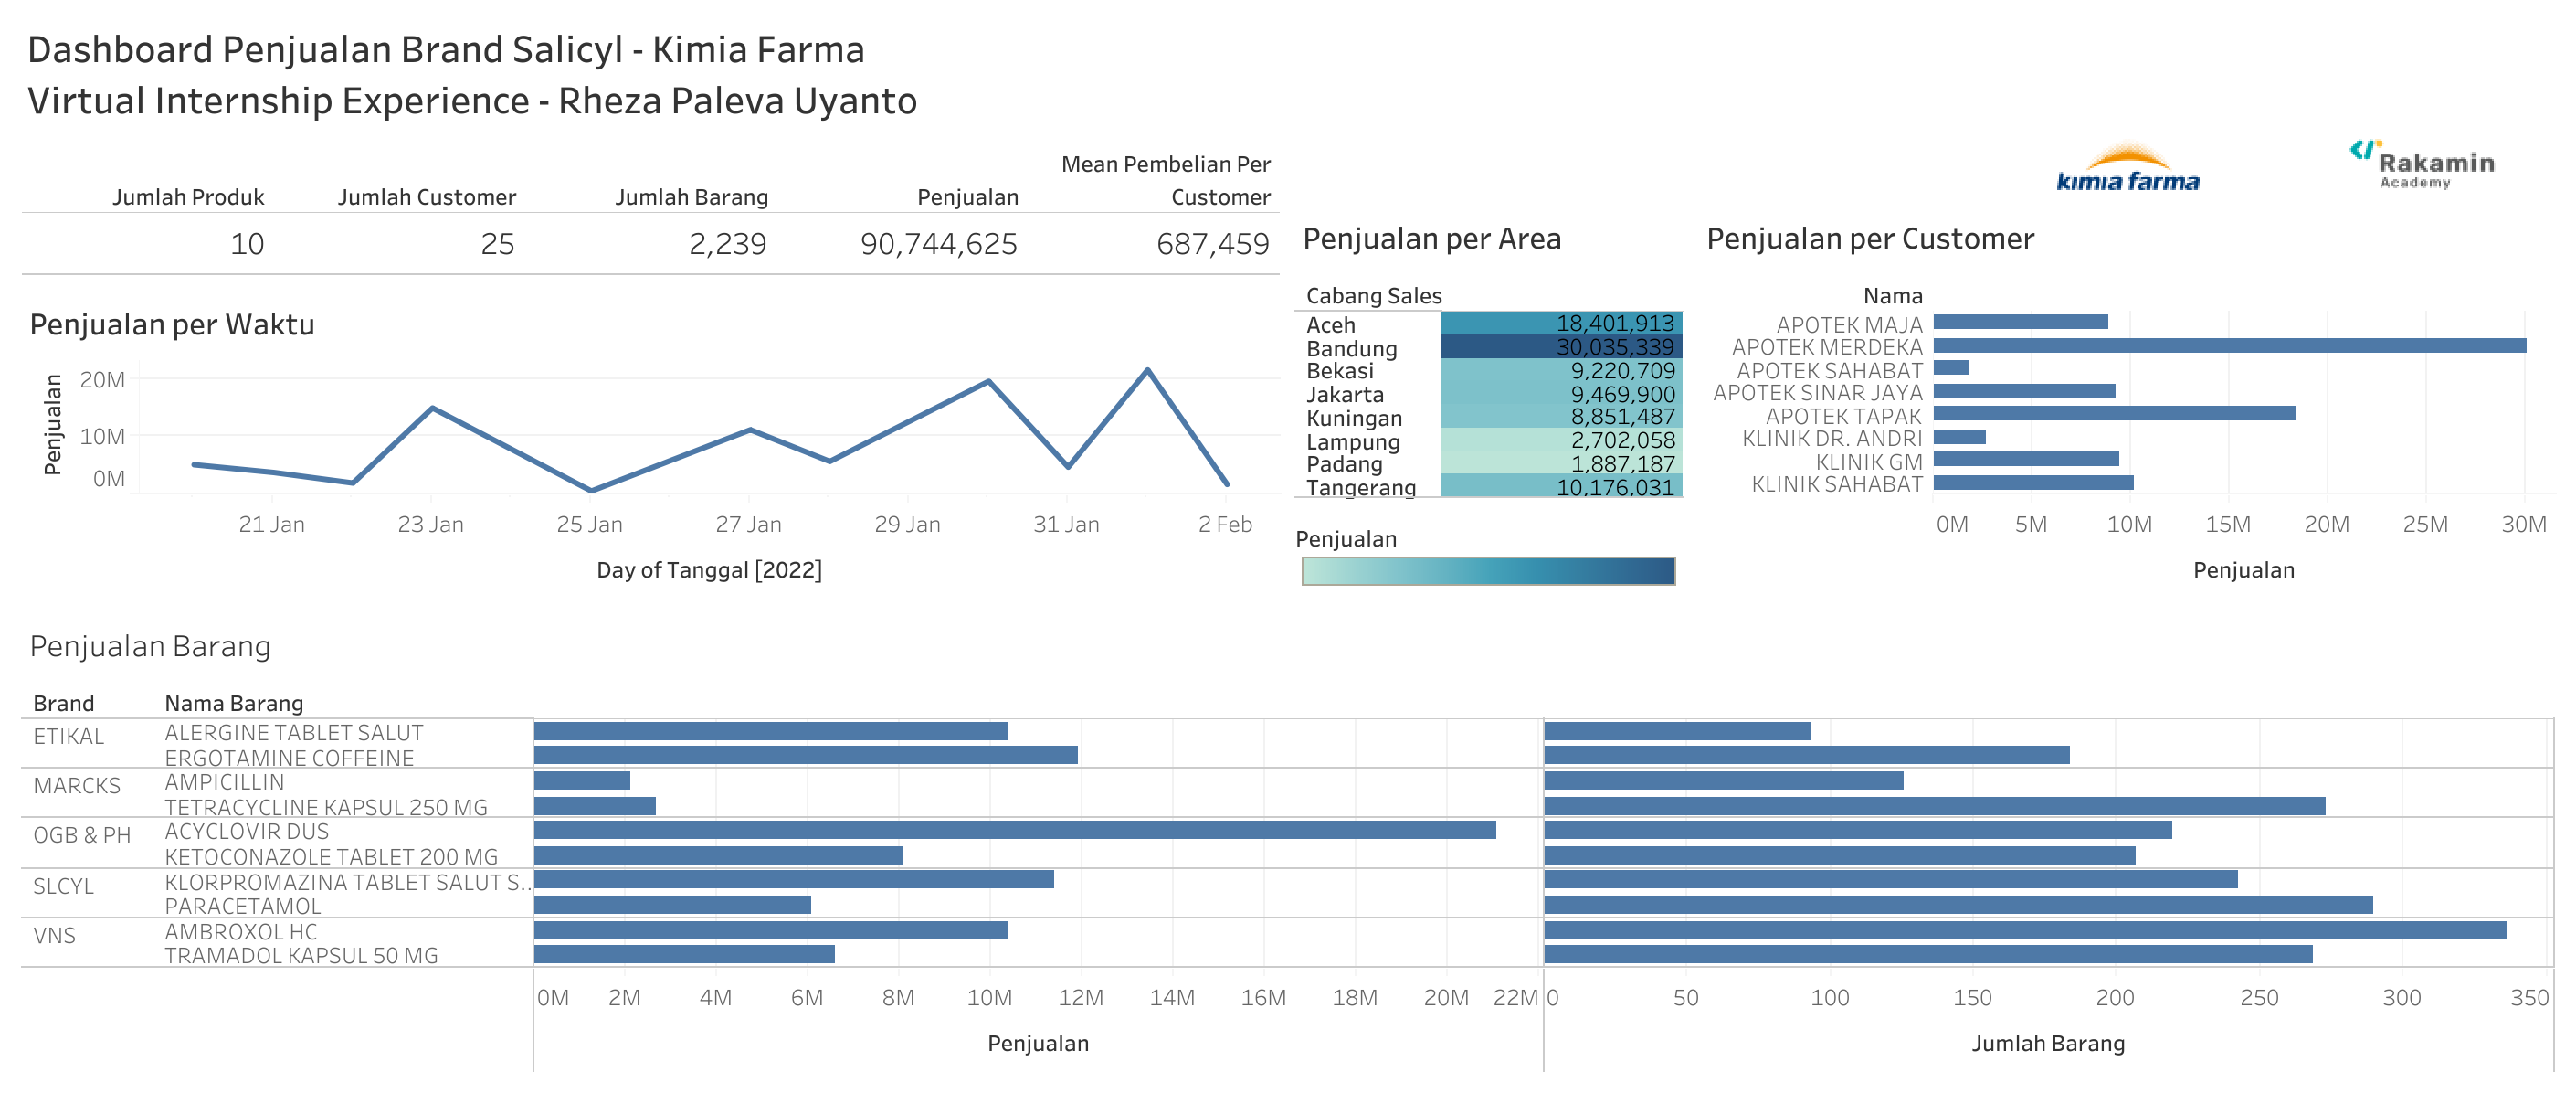 Dashboard Penjualan Brand Salicyl - Kimia Farma
Virtual Internship Experience - Rheza Paleva Uyanto
kimia farma
Rakamin
Academy
Jumlah Produk Jumlah Customer Jumlah Barang Penjualan Mean Pembelian Per Customer
10 25 2,239 90,744,625 687,459
Penjualan per Waktu
Penjualan
20M
10M
0M
21 Jan 23 Jan 25 Jan 27 Jan 29 Jan 31 Jan 2 Feb
Day of Tanggal [2022]
Penjualan per Area
Cabang Sales
Aceh 18,401,913
Bandung 30,035,339
Bekasi 9,220,709
Jakarta 9,469,900
Kuningan 8,851,487
Lampung 2,702,058
Padang 1,887,187
Tangerang 10,176,031
Penjualan
Penjualan per Customer
Nama
APOTEK MAJA
APOTEK MERDEKA
APOTEK SAHABAT
APOTEK SINAR JAYA
APOTEK TAPAK
KLINIK DR. ANDRI
KLINIK GM
KLINIK SAHABAT
0M 5M 10M 15M 20M 25M 30M
Penjualan
Penjualan Barang
Brand Nama Barang
ETIKAL ALERGINE TABLET SALUT
ERGOTAMINE COFFEINE
MARCKS AMPICILLIN
TETRACYCLINE KAPSUL 250 MG
OGB & PH ACYCLOVIR DUS
KETOCONAZOLE TABLET 200 MG
SLCYL KLORPROMAZINA TABLET SALUT S..
PARACETAMOL
VNS AMBROXOL HC
TRAMADOL KAPSUL 50 MG
0M 2M 4M 6M 8M 10M 12M 14M 16M 18M 20M 22M
Penjualan
0 50 100 150 200 250 300 350
Jumlah Barang